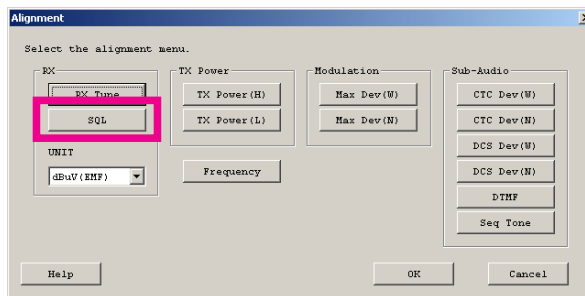 Alignment
Select the alignment menu.
RX
RX Tune
SQL
UNIT
dBuV(EMF)
TX Power
TX Power(H)
TX Power(L)
Frequency
Modulation
Max Dev(W)
Max Dev(N)
Sub-Audio
CTC Dev(W)
CTC Dev(N)
DCS Dev(W)
DCS Dev(N)
DTMF
Seq Tone
Help
OK
Cancel